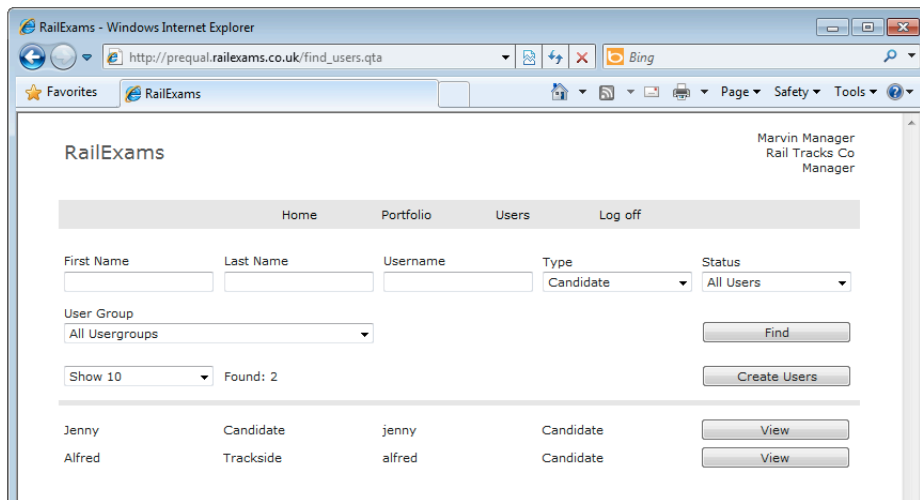 RailExams - Windows Internet Explorer
http://prequal.railexams.co.uk/find_users.qta
Bing
Favorites
RailExams
Page
Safety
Tools
RailExams
Marvin Manager
Rail Tracks Co
Manager
Home Portfolio Users Log off
First Name Last Name Username Type Status
Candidate All Users
User Group
All Usergroups Find
Show 10 Found: 2 Create Users
Jenny Candidate jenny Candidate View
Alfred Trackside alfred Candidate View